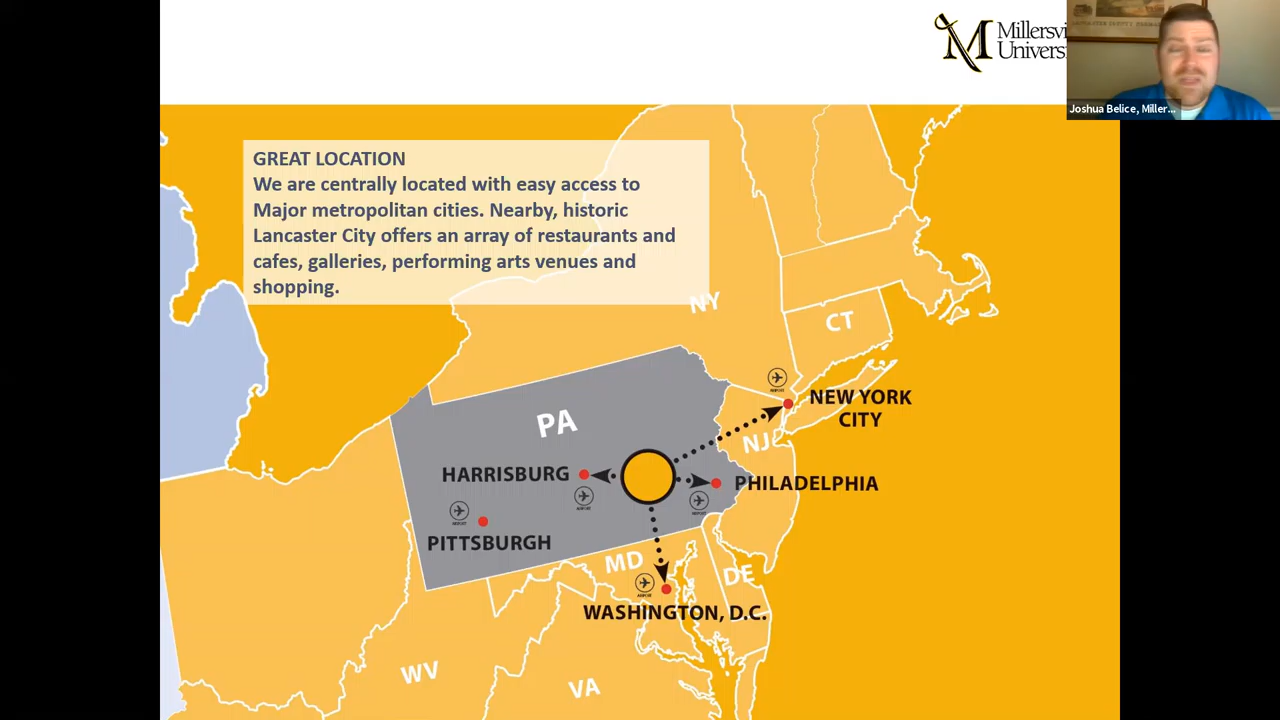 Millersvi
Universi
Joshua Belice, Miller...
GREAT LOCATION
We are centrally located with easy access to
Major metropolitan cities. Nearby, historic
Lancaster City offers an array of restaurants and
cafes, galleries, performing arts venues and
shopping.
NY
CT
NEW YORK
CITY
PA
NJ
HARRISBURG
PHILADELPHIA
PITTSBURGH
MD
DE
WASHINGTON, D.C.
WV
VA